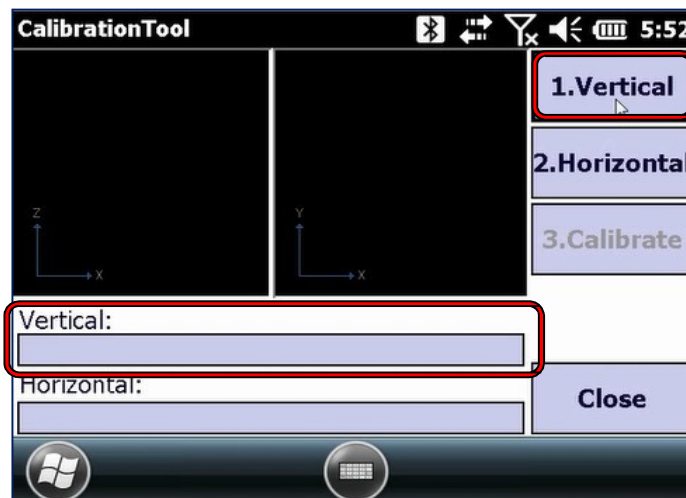 CalibrationTool 5:52
1.Vertical
2.Horizontal
3.Calibrate
Z
X
Y
X
Vertical:
Horizontal:
Close